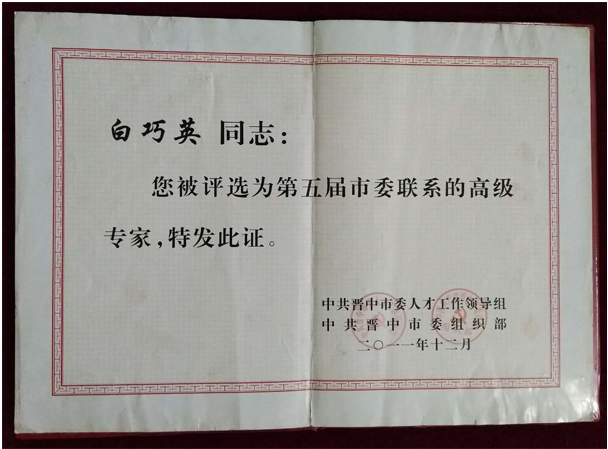 白巧英 同志：
您被评选为第五届市委联系的高级
专家，特发此证。
中共晋中市委人才工作领导组
中共晋中市委组织部
二〇一一年十二月